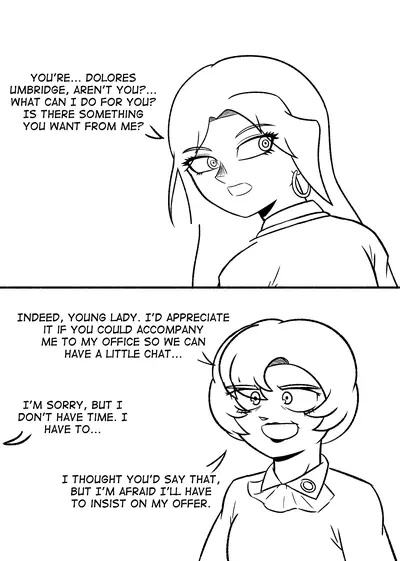 YOU'RE... DOLORES
UMBRIDGE, AREN'T YOU?...
WHAT CAN I DO FOR YOU?
IS THERE SOMETHING
YOU WANT FROM ME?
INDEED, YOUNG LADY. I'D APPRECIATE
IT IF YOU COULD ACCOMPANY
ME TO MY OFFICE SO WE CAN
HAVE A LITTLE CHAT...
I'M SORRY, BUT I
DON'T HAVE TIME. I
HAVE TO...
I THOUGHT YOU'D SAY THAT,
BUT I'M AFRAID I'LL HAVE
TO INSIST ON MY OFFER.